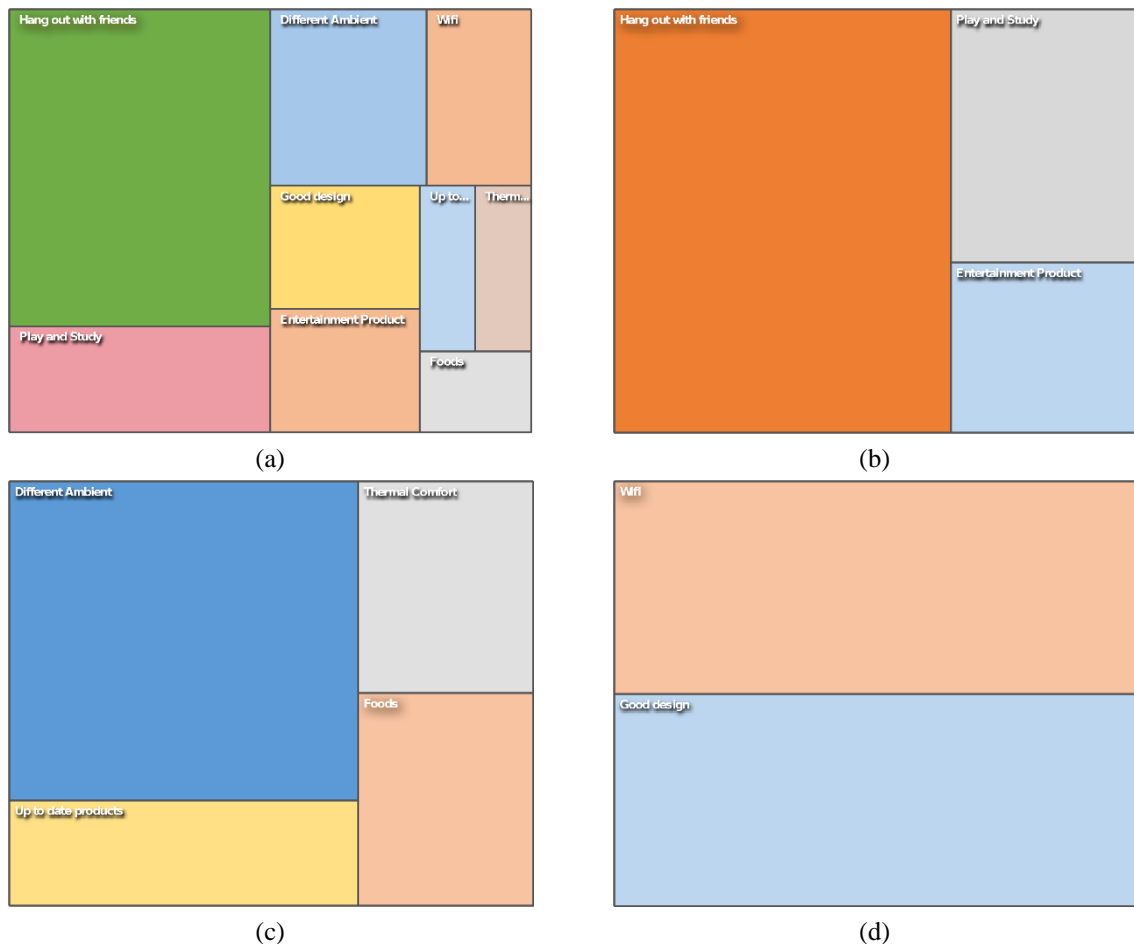 Hang out with friends
Different Ambient
Wifi
Good design
Up to...
Therm...
Play and Study
Entertainment Product
Foods
(a)
Hang out with friends
Play and Study
Entertainment Product
(b)
Different Ambient
Thermal Comfort
Foods
Up to date products
(c)
Wifi
Good design
(d)